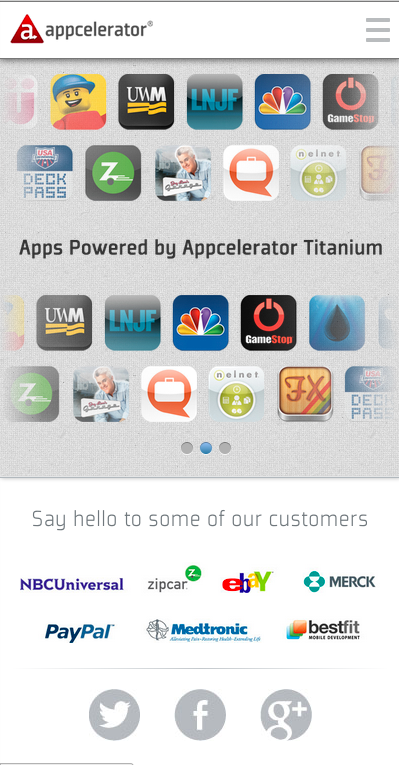 appcelerator®
UWM
LNJF
GameStop
USA
DECK
PASS
nelnet
Apps Powered by Appcelerator Titanium
UWM
LNJF
GameStop
nelnet
FX
USA
DECK
PASS
Say hello to some of our customers
NBCUniversal
zipcar
ebaY
MERCK
PayPal
Medtronic
Alleviating Pain · Restoring Health · Extending Life
bestfit
MOBILE DEVELOPMENT